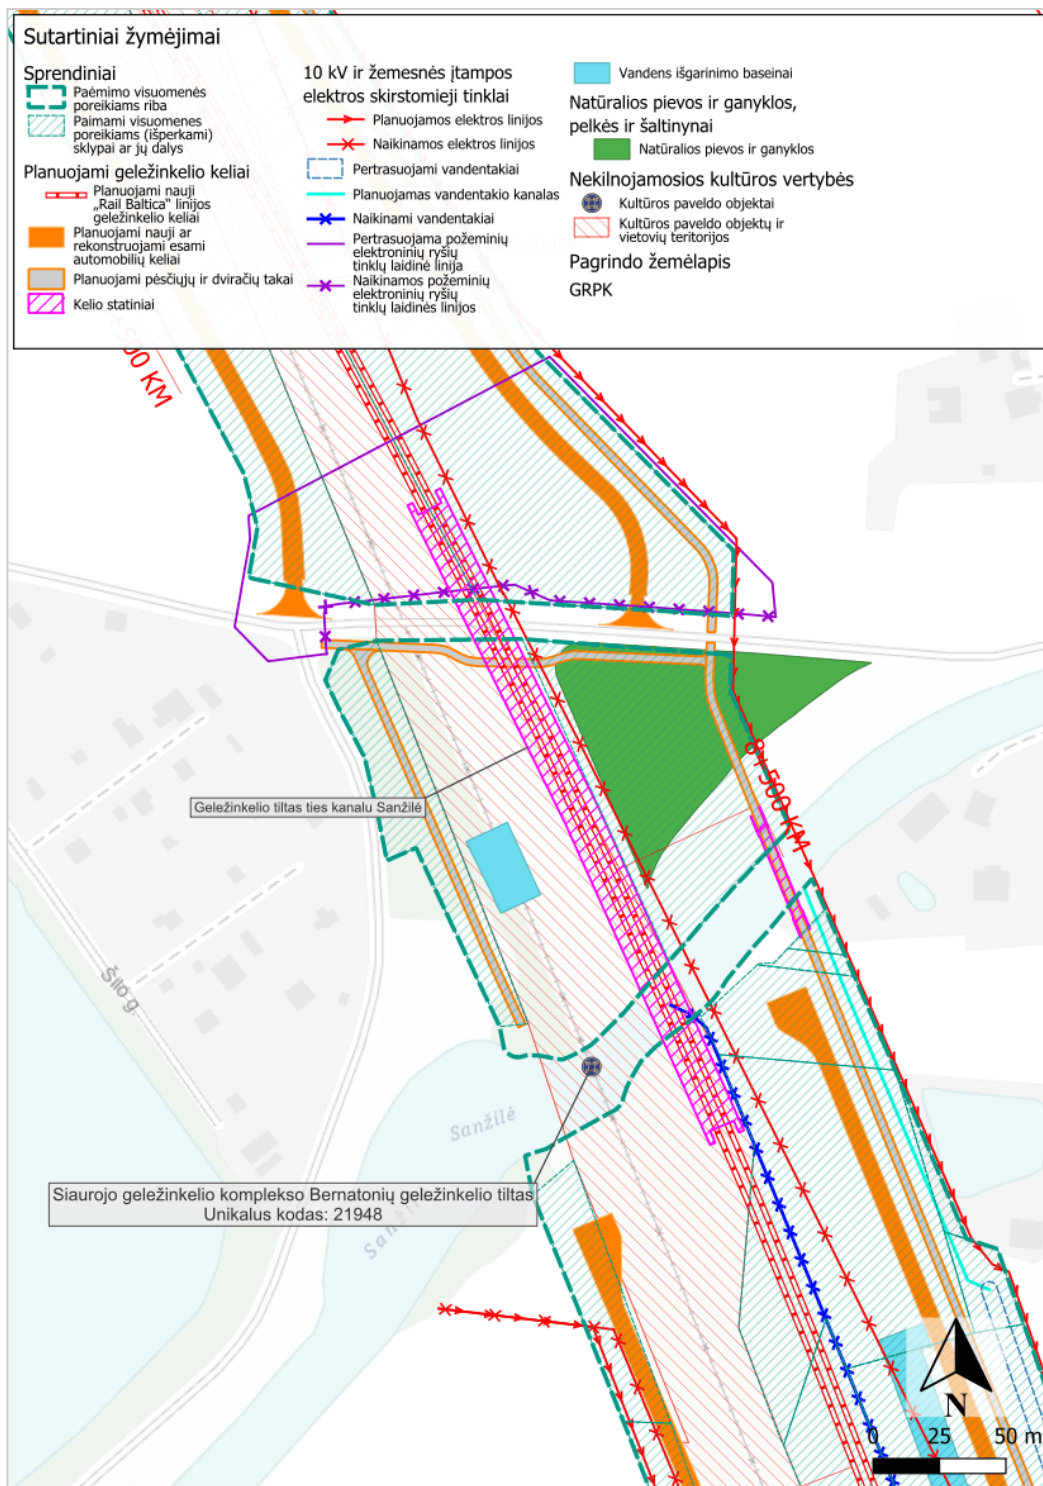 Sutartiniai žymėjimai
Sprendiniai
Paėmimo visuomenės
poreikiams riba
Paimami visuomenes
poreikiams (išperkami)
sklypai ar jų dalys
Planuojami geležinkelio keliai
Planuojami nauji
„Rail Baltica“ linijos
geležinkelio keliai
Planuojami nauji ar
rekonstruojami esami
automobilių keliai
Planuojami pėsčiųjų ir dviračių takai
Kelio statiniai
10 kV ir žemesnės įtampos
elektros skirstomieji tinklai
Planuojamos elektros linijos
Naikinamos elektros linijos
Pertrasuojami vandentakiai
Planuojamas vandentakio kanalas
Naikinami vandentakiai
Pertrasuojama požeminių
elektroninių ryšių
tinklų laidinė linija
Naikinamos požeminių
elektroninių ryšių
tinklų laidinės linijos
Vandens išgarinimo baseinai
Natūralios pievos ir ganyklos,
pelkės ir šaltinynai
Natūralios pievos ir ganyklos
Nekilnojamosios kultūros vertybės
Kultūros paveldo objektai
Kultūros paveldo objektų ir
vietovių teritorijos
Pagrindo žemėlapis
GRPK
+500 KM
81+500 KM
Geležinkelio tiltas ties kanalu Sanžilė
Šilo g.
Sanžilė
Siaurojo geležinkelio komplekso Bernatonių geležinkelio tiltas
Unikalus kodas: 21948
N
0 25 50 m